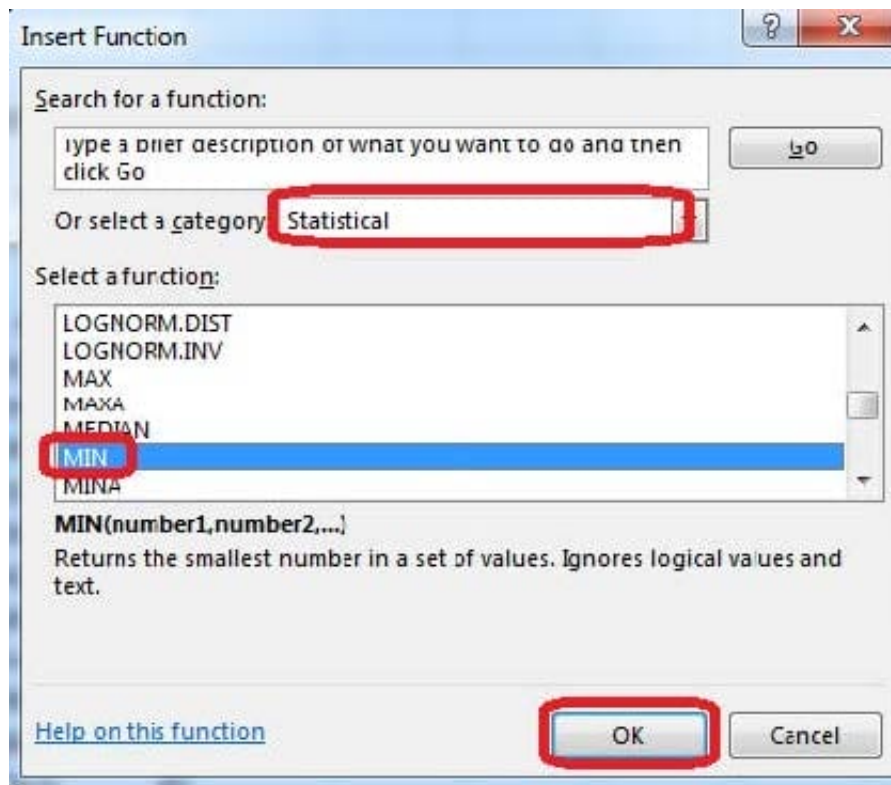 Insert Function
Search for a function:
Type a brief description of what you want to do and then
click Go
Go
Or select a category
Statistical
Select a function:
LOGNORM.DIST
LOGNORM.INV
MAX
MAXA
MEDIAN
MIN
MINA
MIN(number1,number2,...)
Returns the smallest number in a set of values. Ignores logical values and
text.
Help on this function
OK
Cancel